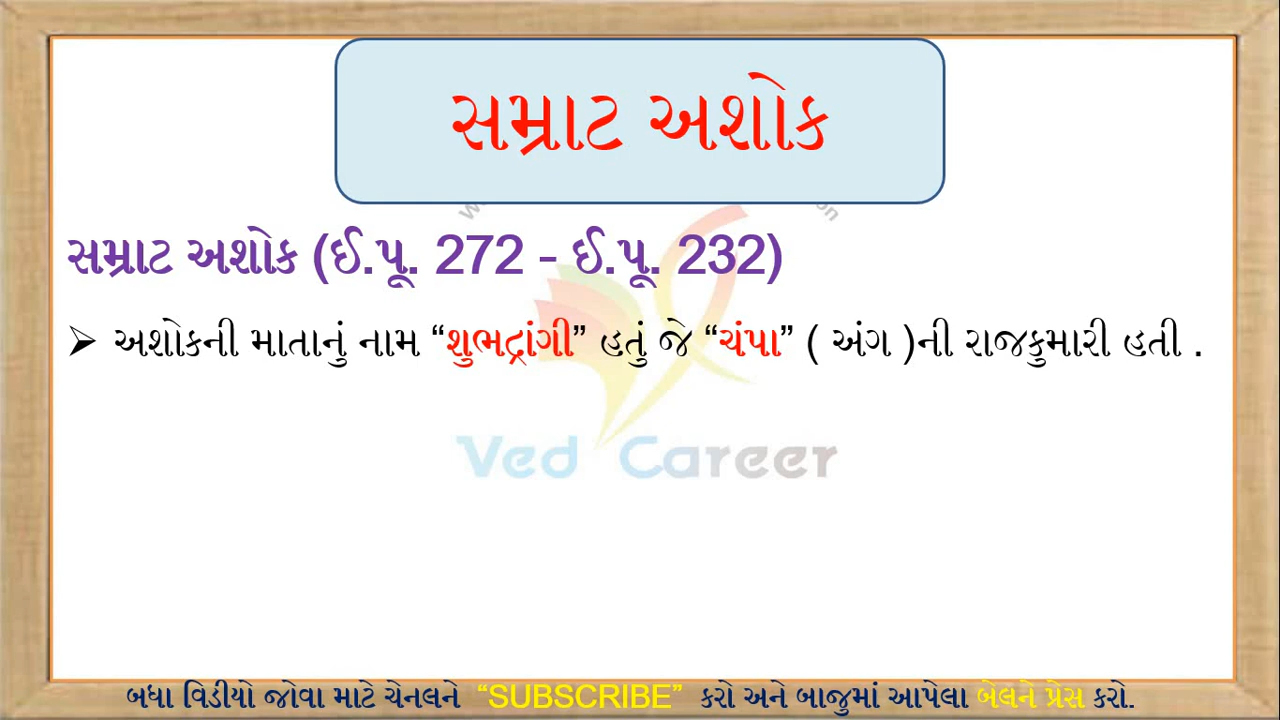 સમ્રાટ અશોક
સમ્રાટ અશોક (ઈ.પૂ. 272 - ઈ.પૂ. 232)
➢ અશોકની માતાનું નામ “શુભદ્રાંગી” હતું જે “ચંપા” ( અંગ )ની રાજકુમારી હતી .
Ved Career
બધા વિડીયો જોવા માટે ચેનલને “SUBSCRIBE” કરો અને બાજુમાં આપેલા બેલને પ્રેસ કરો.